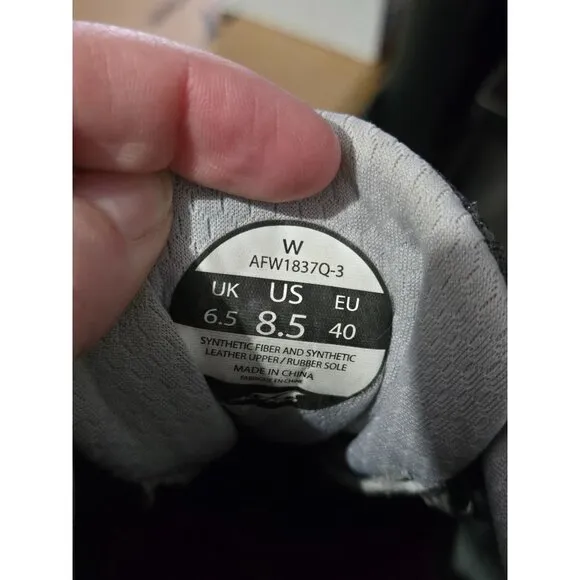 W
AFW1837Q-3
UK US EU
6.5 8.5 40
SYNTHETIC FIBER AND SYNTHETIC
LEATHER UPPER / RUBBER SOLE
MADE IN CHINA
FABRIQUE EN CHINE